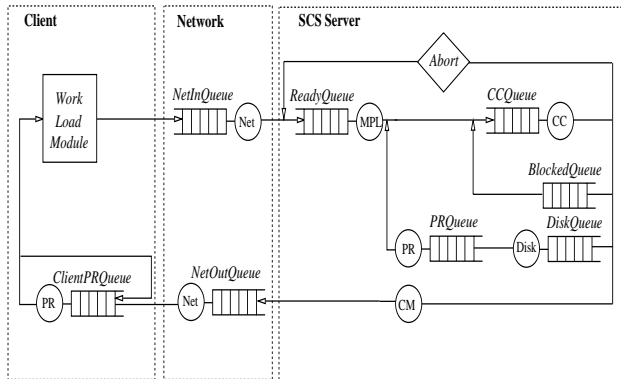 Client
Network
SCS Server
Abort
Work
Load
Module
NetInQueue
Net
ReadyQueue
MPL
CCQueue
CC
BlockedQueue
PRQueue
PR
DiskQueue
Disk
ClientPRQueue
PR
NetOutQueue
Net
CM